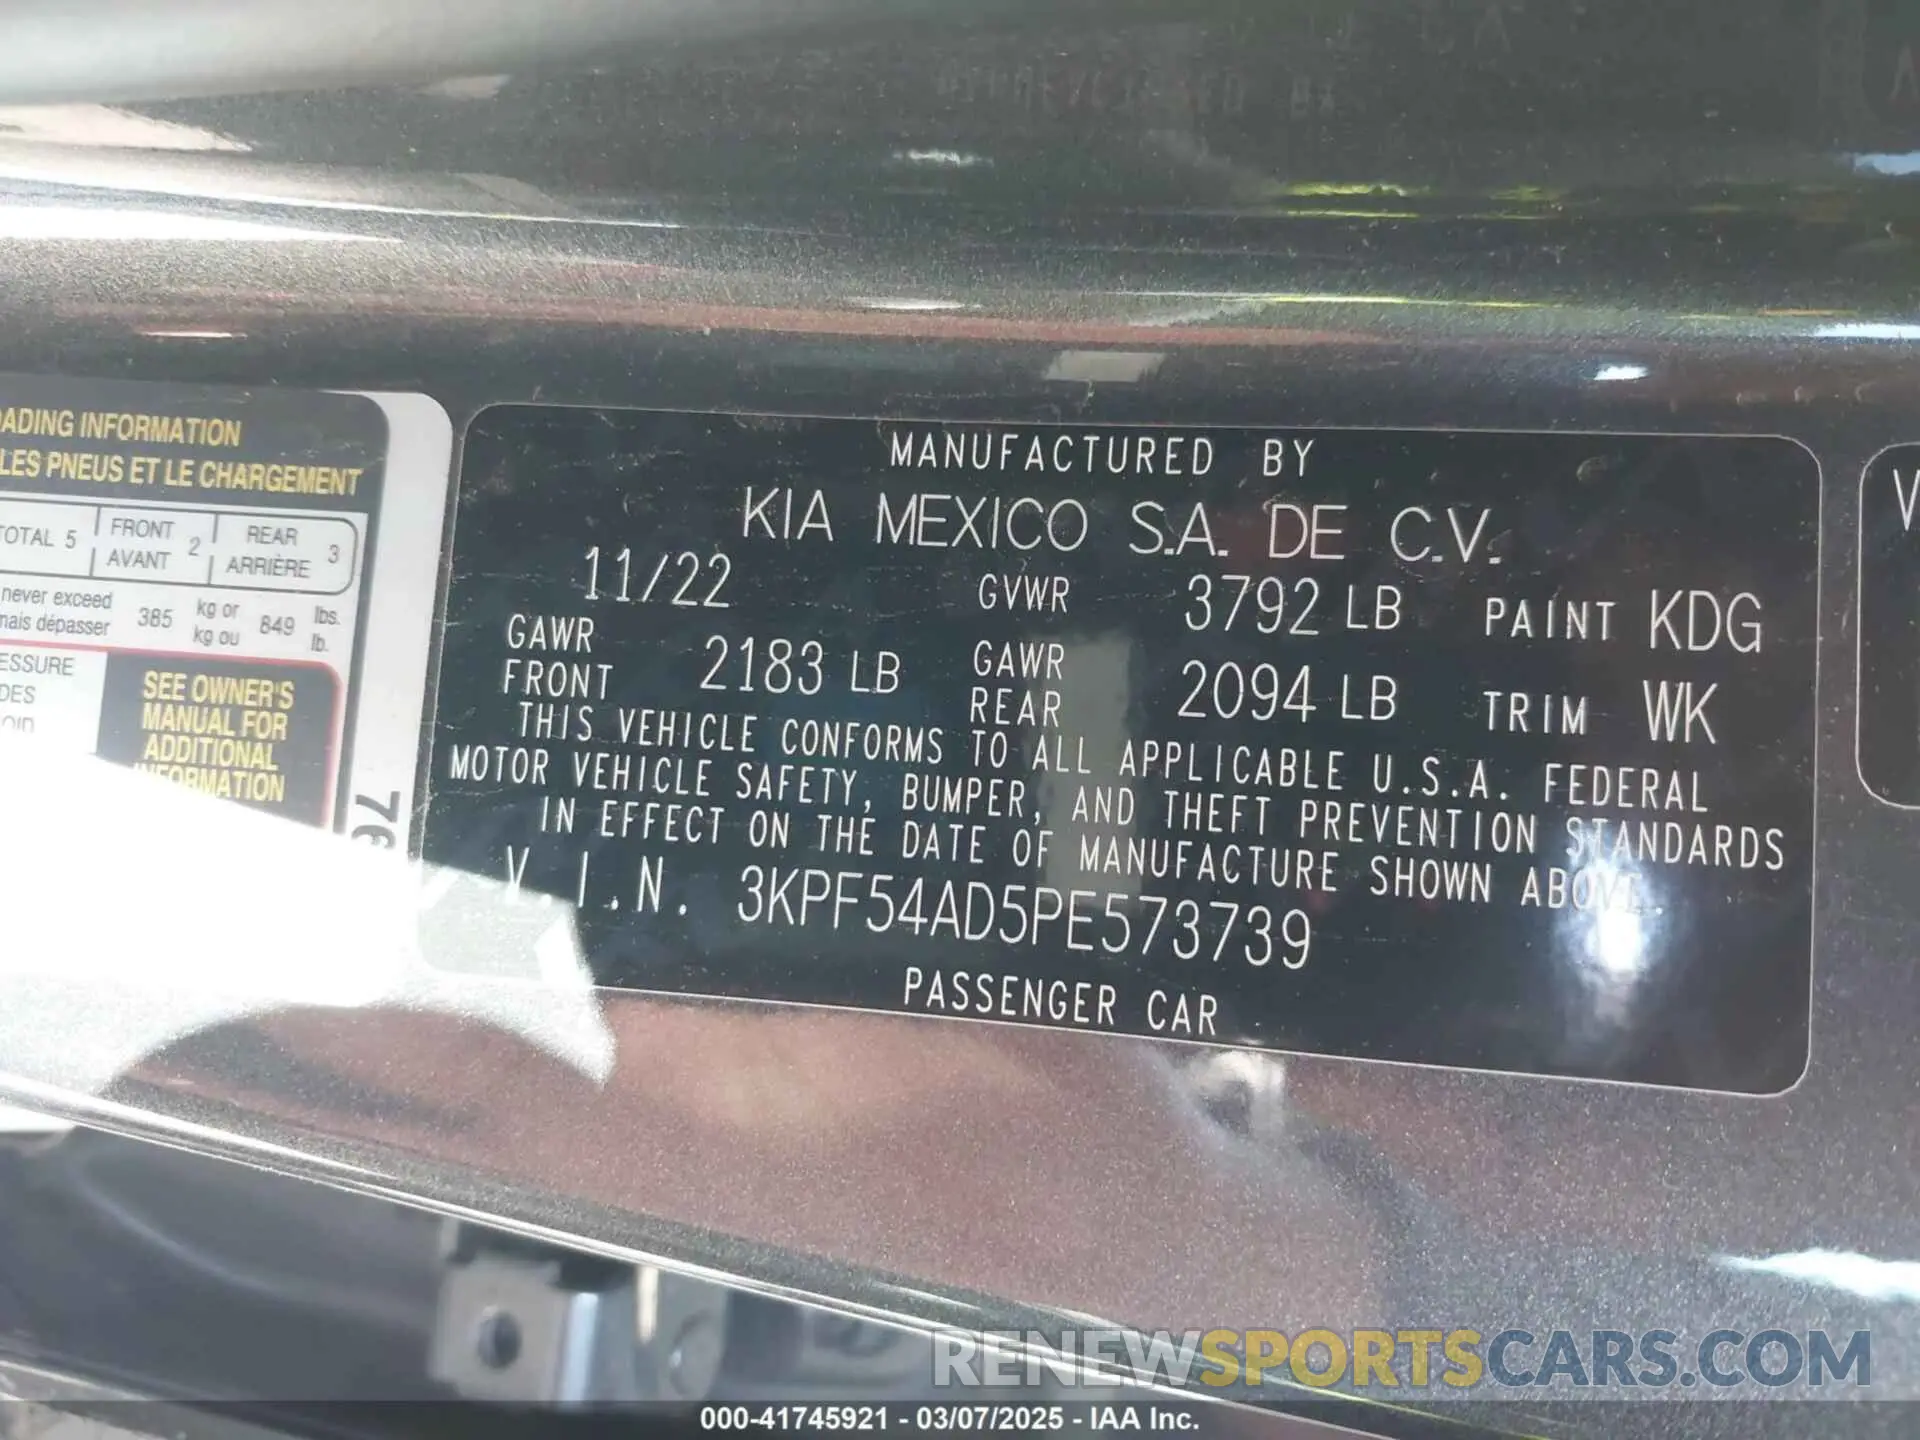 ADING INFORMATION
LES PNEUS ET LE CHARGEMENT
TOTAL 5 FRONT AVANT 2 REAR ARRIÈRE 3
never exceed 385 kg or 849 lbs.
mais dépasser kg ou lb.
SEE OWNER'S
MANUAL FOR
ADDITIONAL
INFORMATION
76
MANUFACTURED BY
KIA MEXICO S.A. DE C.V.
11/22 GVWR 3792 LB PAINT KDG
GAWR FRONT 2183 LB GAWR REAR 2094 LB TRIM WK
THIS VEHICLE CONFORMS TO ALL APPLICABLE U.S.A. FEDERAL
MOTOR VEHICLE SAFETY, BUMPER, AND THEFT PREVENTION STANDARDS
IN EFFECT ON THE DATE OF MANUFACTURE SHOWN ABOVE.
V.I.N. 3KPF54AD5PE573739
PASSENGER CAR
RENEWSPORTSCARS.COM
000-41745921 - 03/07/2025 - IAA Inc.